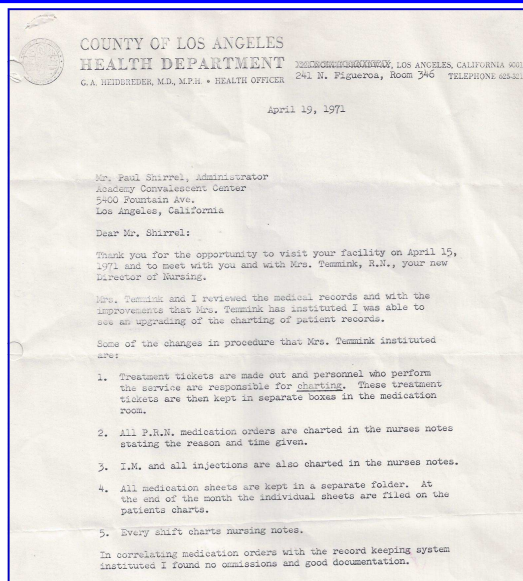 COUNTY OF LOS ANGELES
HEALTH DEPARTMENT
LOS ANGELES, CALIFORNIA
G. A. HEIDBREDER, M.D., M.P.H. • HEALTH OFFICER
241 N. Figueroa, Room 346 TELEPHONE
April 19, 1971
Mr. Paul Shirrel, Administrator
Academy Convalescent Center
5400 Fountain Ave.
Los Angeles, California
Dear Mr. Shirrel:
Thank you for the opportunity to visit your facility on April 15,
1971 and to meet with you and with Mrs. Temmink, R.N., your new
Director of Nursing.
Mrs. Temmink and I reviewed the medical records and with the
improvements that Mrs. Temmink has instituted I was able to
see an upgrading of the charting of patient records.
Some of the changes in procedure that Mrs. Temmink instituted
are:
1. Treatment tickets are made out and personnel who perform
the service are responsible for charting. These treatment
tickets are then kept in separate boxes in the medication
room.
2. All P.R.N. medication orders are charted in the nurses notes
stating the reason and time given.
3. I.M. and all injections are also charted in the nurses notes.
4. All medication sheets are kept in a separate folder. At
the end of the month the individual sheets are filed on the
patients charts.
5. Every shift charts nursing notes.
In correlating medication orders with the record keeping system
instituted I found no ommissions and good documentation.